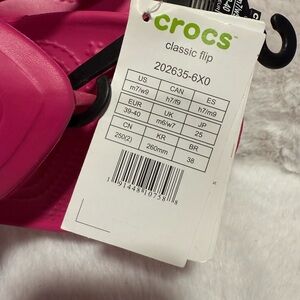 crocs
classic flip
202635-6X0
US CAN ES
m7/w9 h7/f9 h7/m9
EUR UK JP
39-40 m6/w7 25
CN KR BR
250(2) 260mm 38